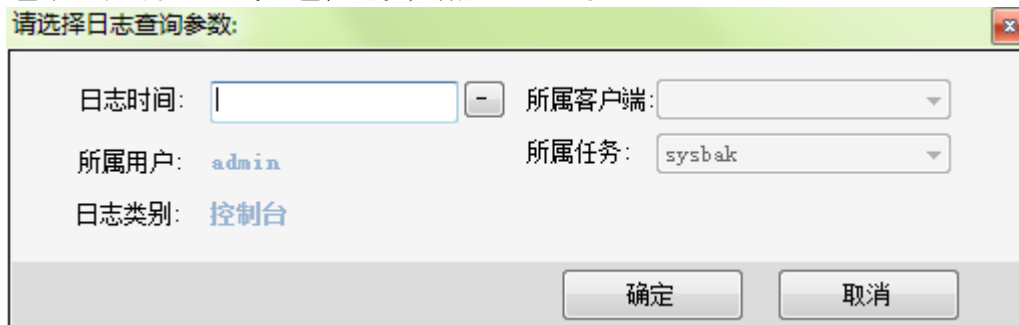 请选择日志查询参数:
日志时间: - 所属客户端:
所属用户: admin 所属任务: sysbak
日志类别: 控制台
确定 取消